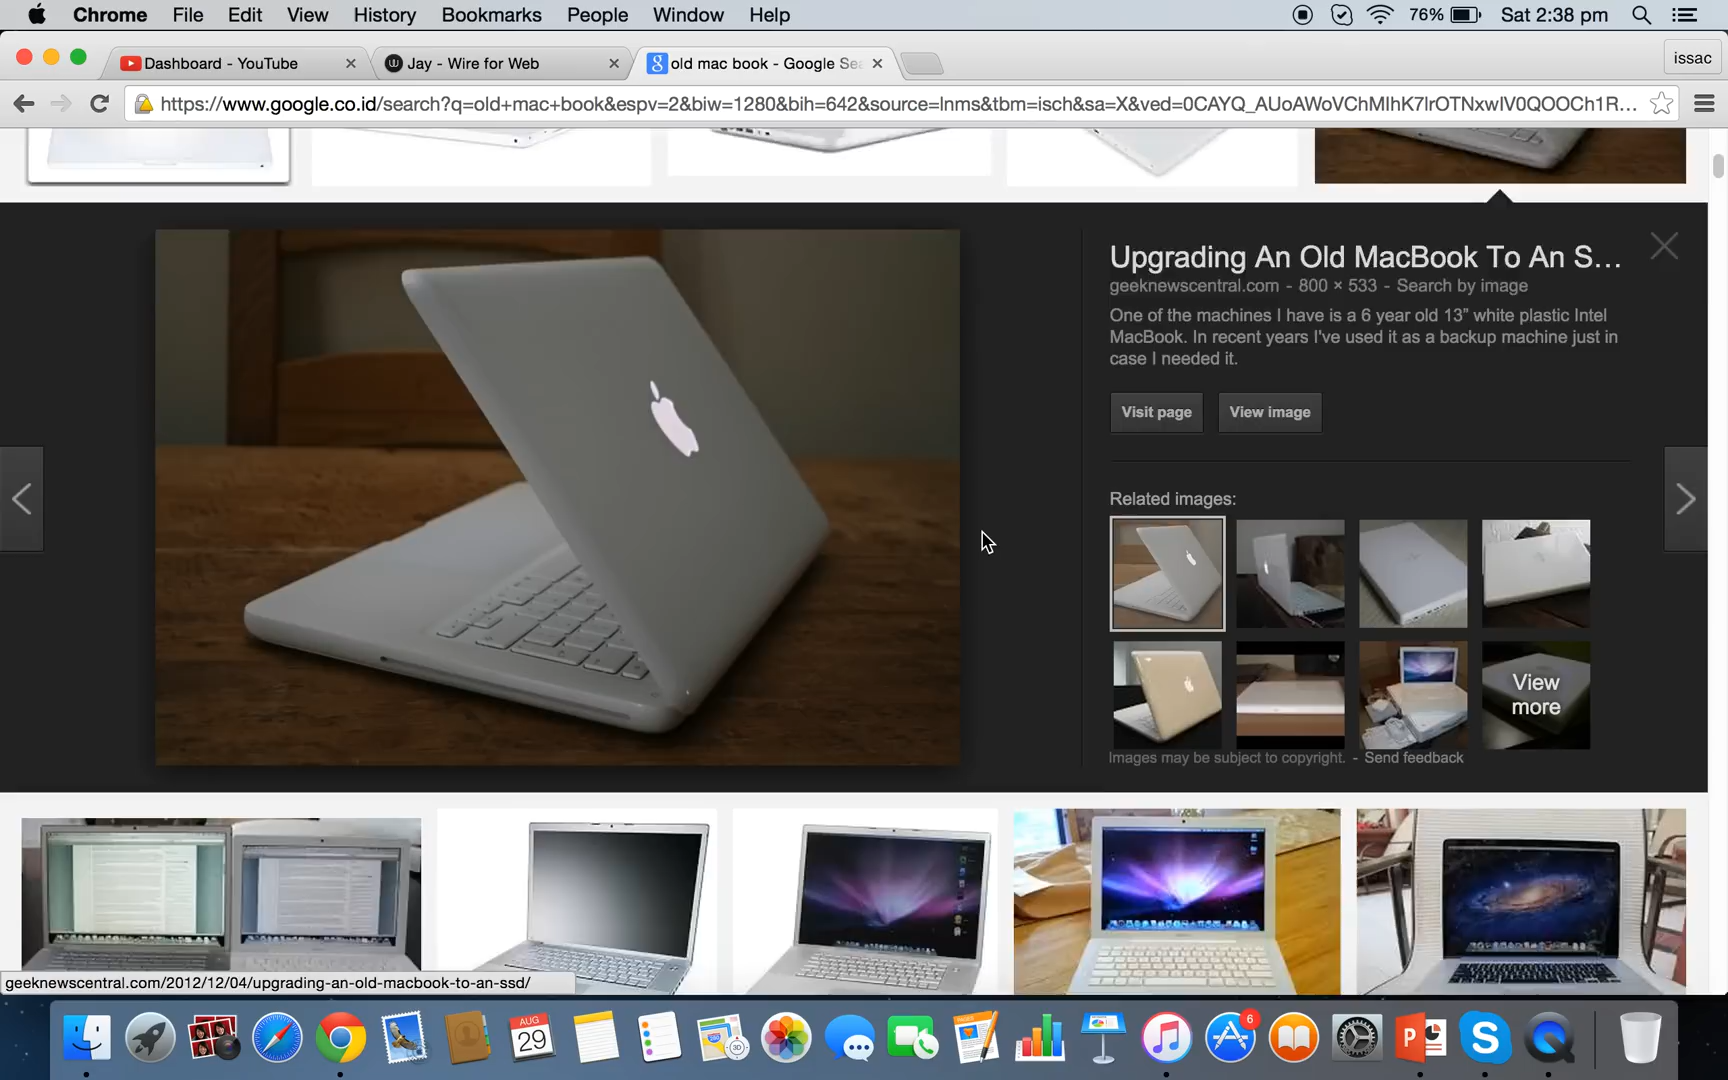 Chrome File Edit View History Bookmarks People Window Help 76% Sat 2:38 pm
Dashboard - YouTube Jay - Wire for Web old mac book - Google Sea issac
https://www.google.co.id/search?q=old+mac+book&espv=2&biw=1280&bih=642&source=lnms&tbm=isch&sa=X&ved=0CAYQ_AUoAWoVChMIhK7lrOTNxwIV0QOOCh1R...
Upgrading An Old MacBook To An S...
geeknewscentral.com - 800 × 533 - Search by image
One of the machines I have is a 6 year old 13” white plastic Intel
MacBook. In recent years I've used it as a backup machine just in
case I needed it.
Visit page View image
Related images:
View
more
Images may be subject to copyright. - Send feedback
geeknewscentral.com/2012/12/04/upgrading-an-old-macbook-to-an-ssd/
AUG
29
3D
6